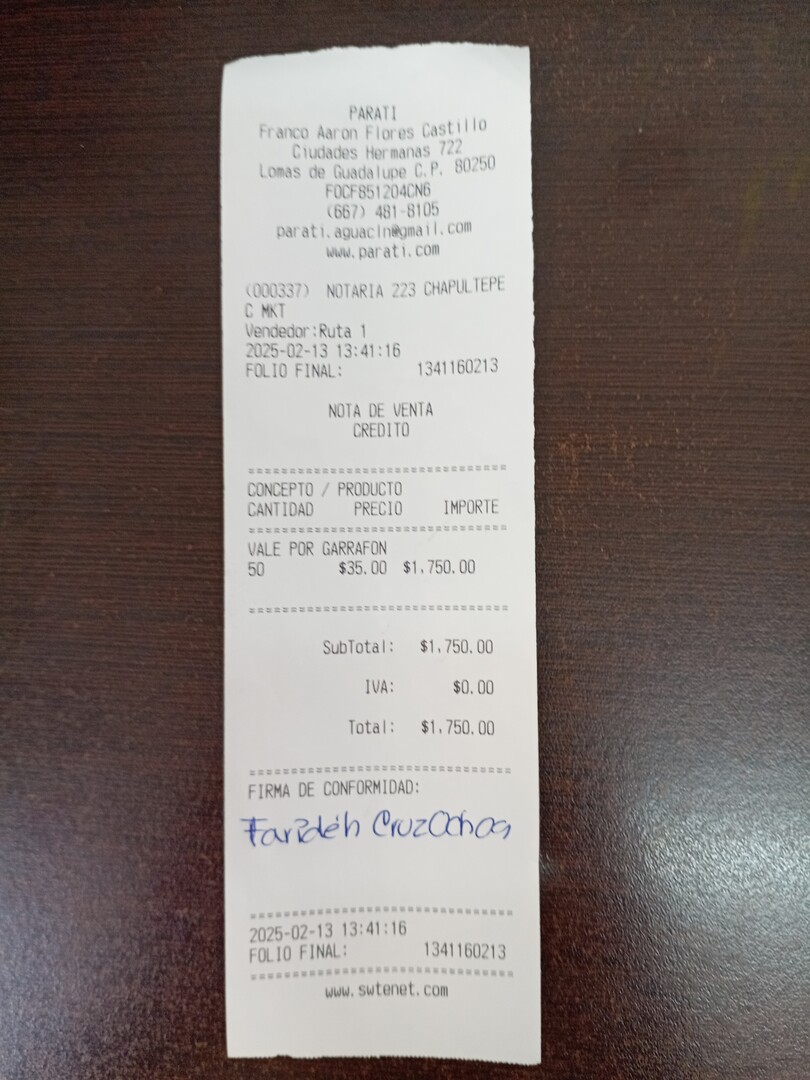 PARATI
Franco Aaron Flores Castillo
Ciudades Hermanas 722
Lomas de Guadalupe C.P. 80250
FOCF851204CN6
(667) 481-8105
parati.aguacln@gmail.com
www.parati.com
(000337) NOTARIA 223 CHAPULTEPE
C MKT
Vendedor:Ruta 1
2025-02-13 13:41:16
FOLIO FINAL: 1341160213
NOTA DE VENTA
CREDITO
===============================
CONCEPTO / PRODUCTO
CANTIDAD PRECIO IMPORTE
===============================
VALE POR GARRAFON
50 $35.00 $1,750.00
===============================
SubTotal: $1,750.00
IVA: $0.00
Total: $1,750.00
===============================
FIRMA DE CONFORMIDAD:
Farideh Cruz Ochoa
===============================
2025-02-13 13:41:16
FOLIO FINAL: 1341160213
===============================
www.swtenet.com